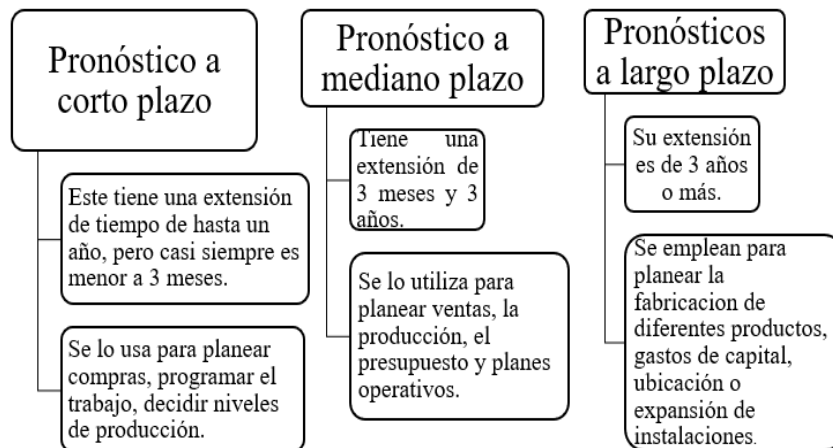 Pronóstico a
corto plazo
Este tiene una extensión
de tiempo de hasta un
año, pero casi siempre es
menor a 3 meses.
Se lo usa para planear
compras, programar el
trabajo, decidir niveles
de producción.
Pronóstico a
mediano plazo
Tiene una
extensión de
3 meses y 3
años.
Se lo utiliza para
planear ventas, la
producción, el
presupuesto y planes
operativos.
Pronósticos
a largo plazo
Su extensión
es de 3 años
o más.
Se emplean para
planear la
fabricacion de
diferentes productos,
gastos de capital,
ubicación o
expansión de
instalaciones.